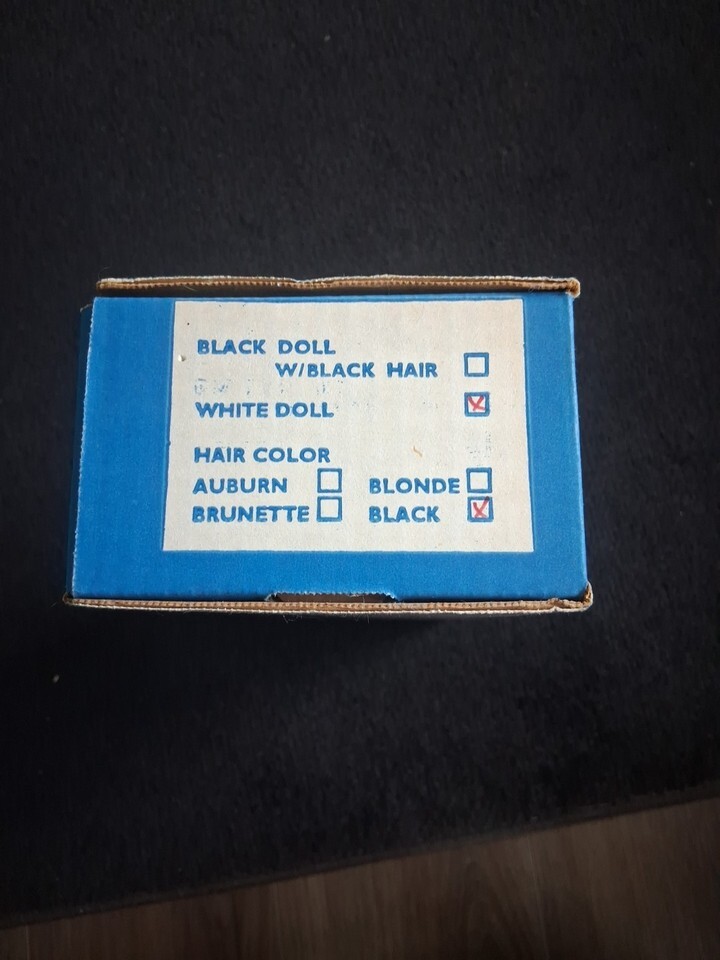 BLACK DOLL
W/BLACK HAIR
WHITE DOLL
HAIR COLOR
AUBURN BLONDE
BRUNETTE BLACK